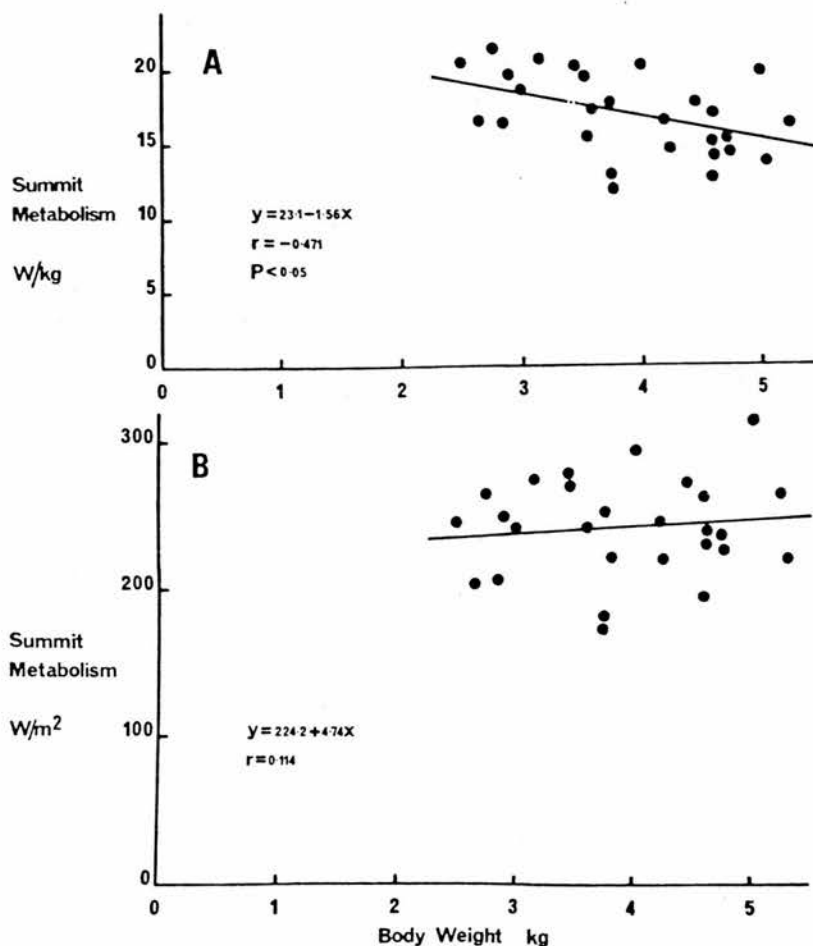 A
20
15
10
5
0
Summit
Metabolism
W/kg
y = 23·1-1·56x
r = -0·471
P < 0·05
0 1 2 3 4 5
B
300
200
100
0
Summit
Metabolism
W/m²
y = 224·2 + 4·74x
r = 0·114
0 1 2 3 4 5
Body Weight kg